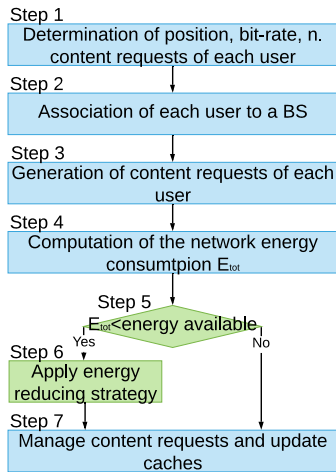 Step 1
Determination of position, bit-rate, n.
content requests of each user
Step 2
Association of each user to a BS
Step 3
Generation of content requests of each
user
Step 4
Computation of the network energy
consumtpion Etot
Step 5
Etot<energy available
Yes
No
Step 6
Apply energy
reducing strategy
Step 7
Manage content requests and update
caches